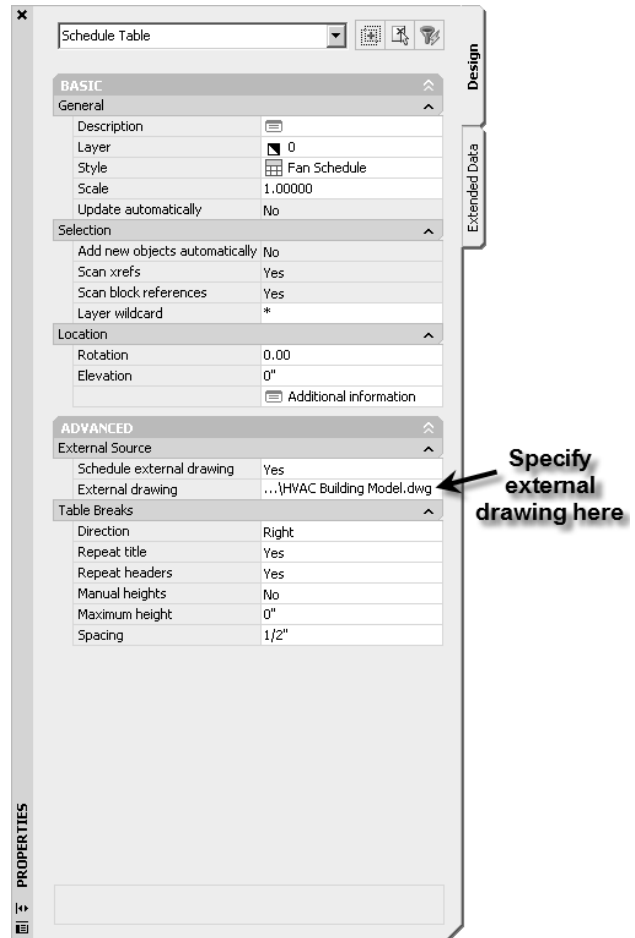 Schedule Table
Design
Extended Data
BASIC
General
Description
Layer 0
Style Fan Schedule
Scale 1.00000
Update automatically No
Selection
Add new objects automatically No
Scan xrefs Yes
Scan block references Yes
Layer wildcard *
Location
Rotation 0.00
Elevation 0"
Additional information
ADVANCED
External Source
Schedule external drawing Yes
External drawing ...\HVAC Building Model.dwg
Specify
external
drawing here
Table Breaks
Direction Right
Repeat title Yes
Repeat headers Yes
Manual heights No
Maximum height 0"
Spacing 1/2"
PROPERTIES